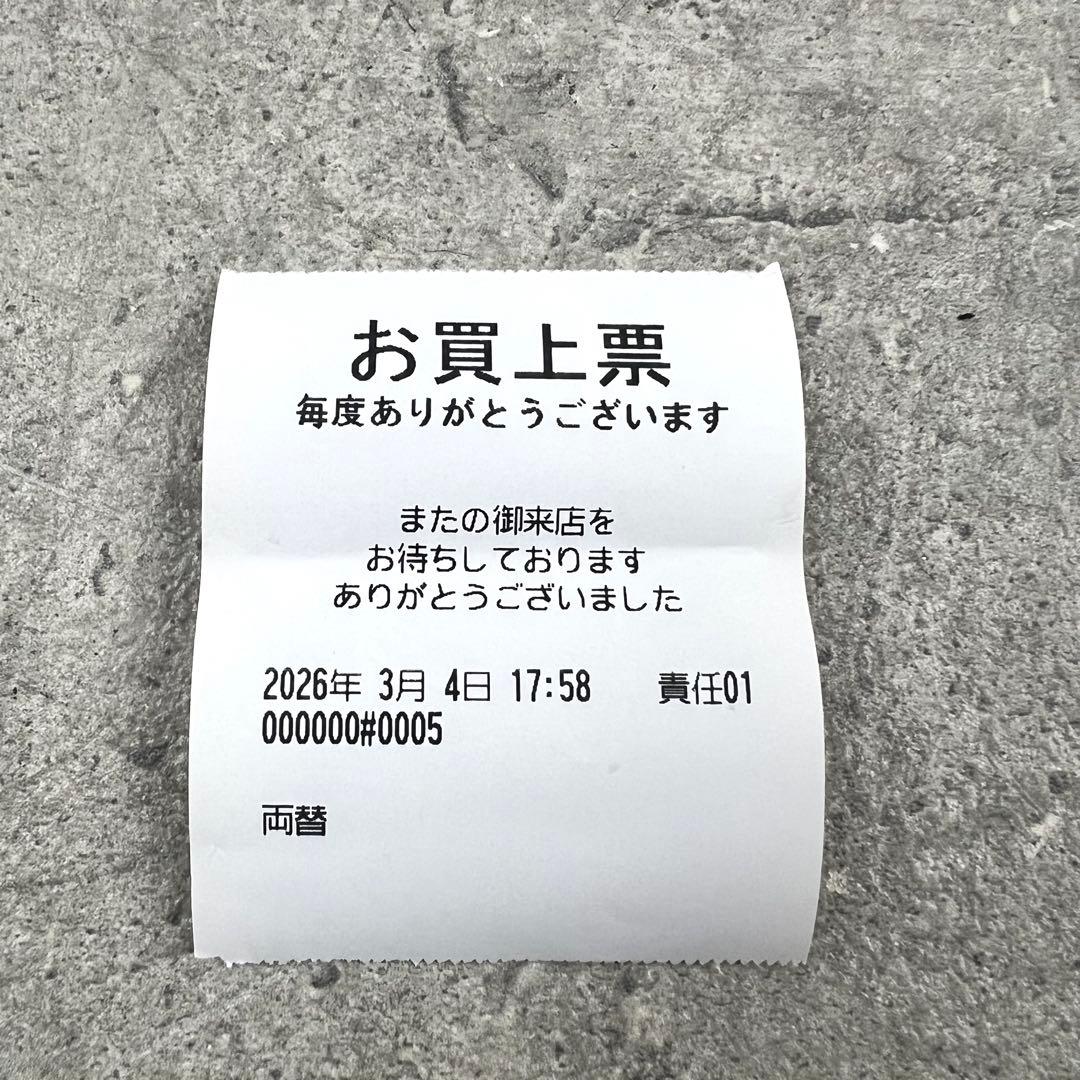 お買上票
毎度ありがとうございます
またの御来店を
お待ちしております
ありがとうございました
2026年 3月 4日 17:58 責任01
000000#0005
両替